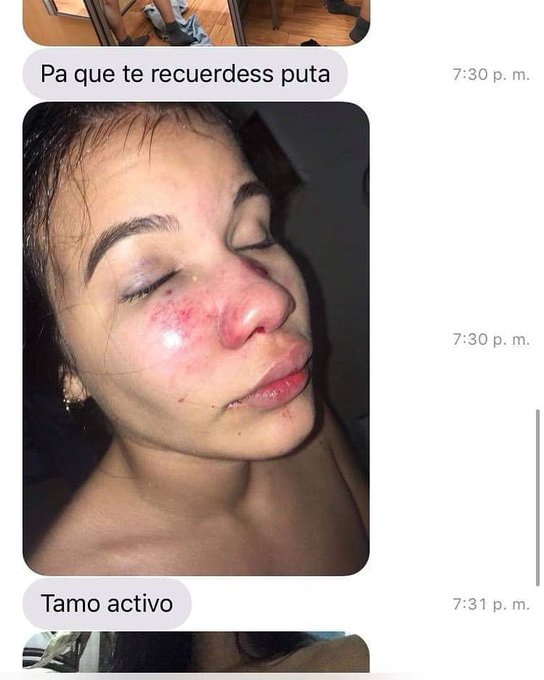 Pa que te recuerdess puta
7:30 p. m.
7:30 p. m.
Tamo activo
7:31 p. m.